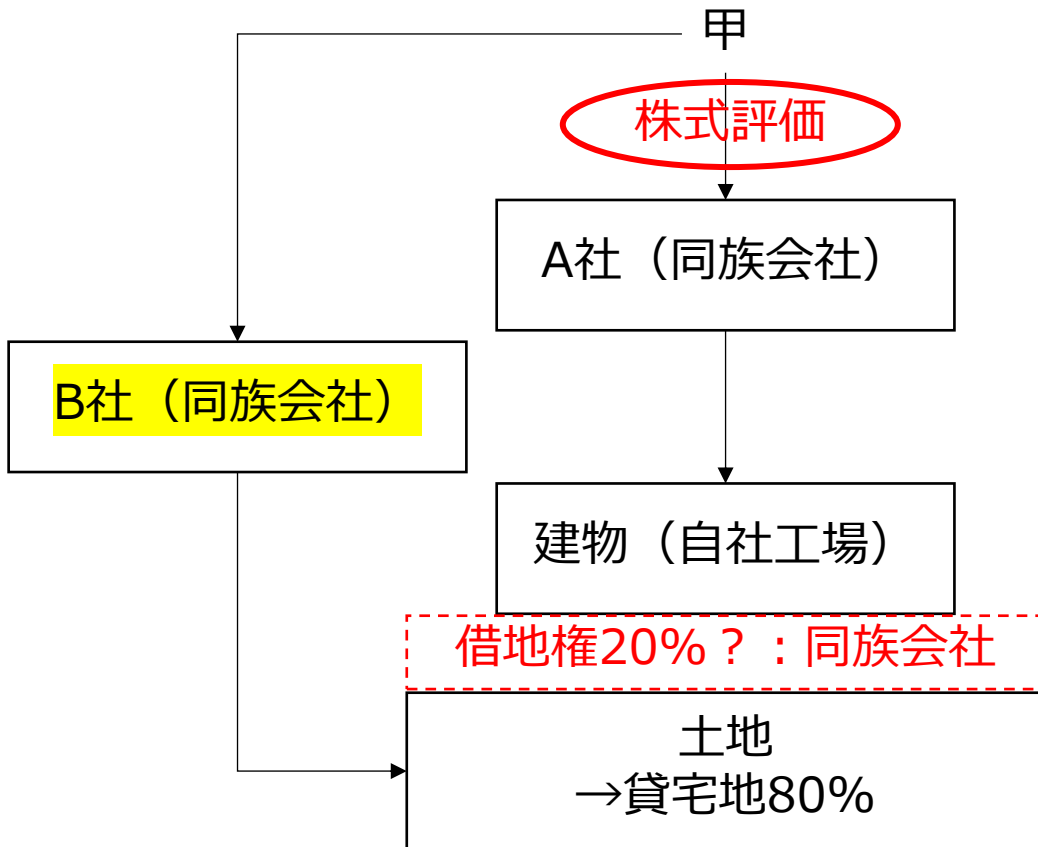 甲
株式評価
A社（同族会社）
B社（同族会社）
建物（自社工場）
借地権20%？：同族会社
土地
→貸宅地80%